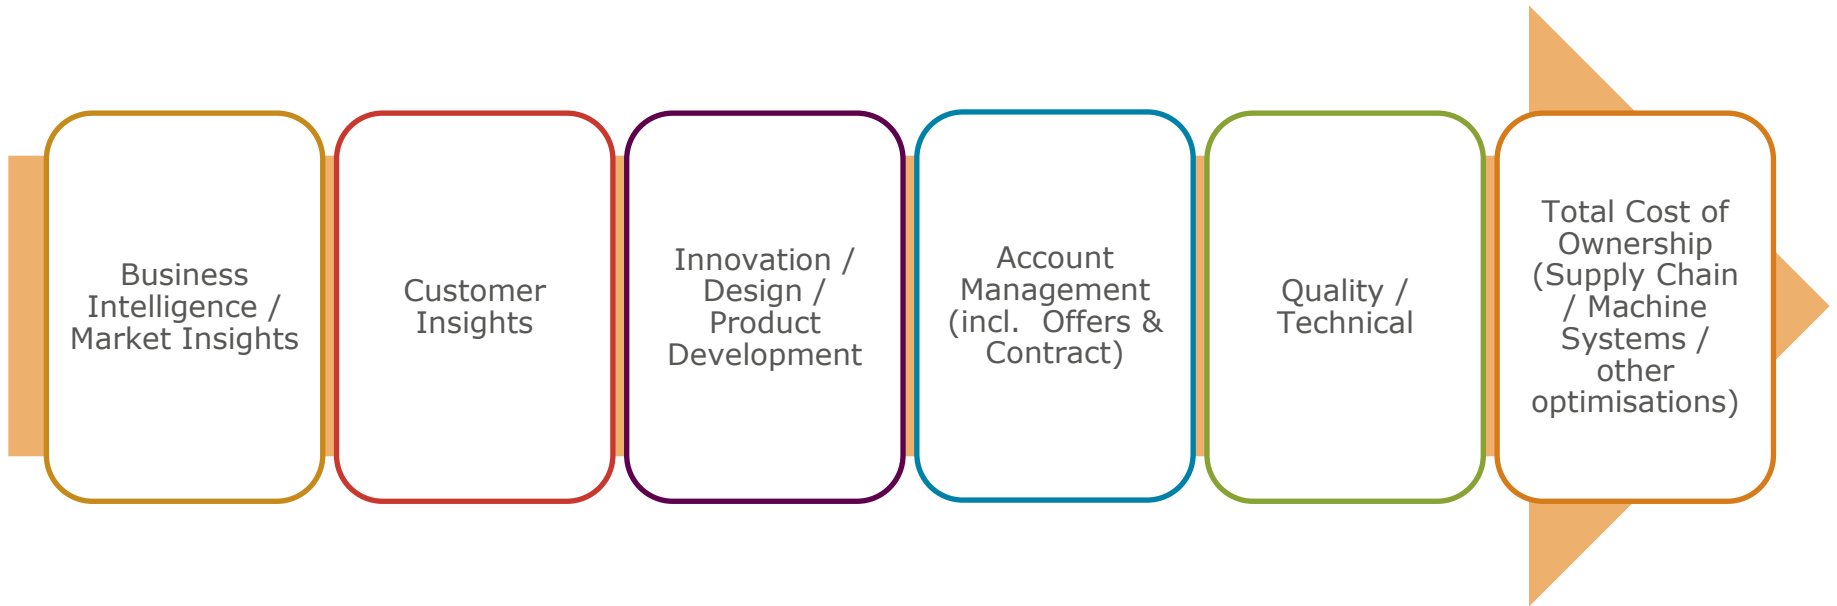 Business
Intelligence /
Market Insights
Customer
Insights
Innovation /
Design /
Product
Development
Account
Management
(incl.  Offers &
Contract)
Quality /
Technical
Total Cost of
Ownership
(Supply Chain
/ Machine
Systems /
other
optimisations)